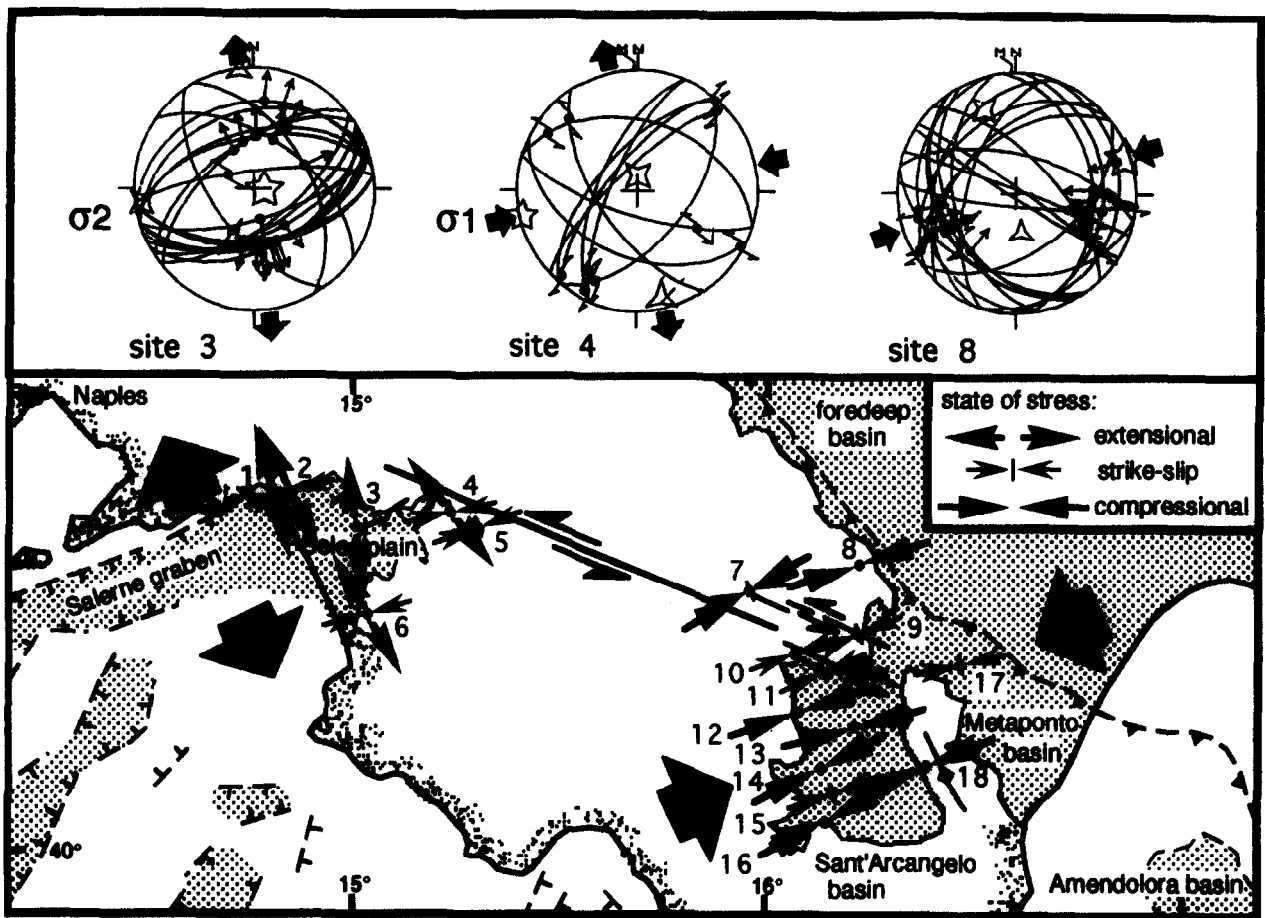 N
M N
M N
σ2
σ1
site 3
site 4
site 8
Naples
15°
foredeep
basin
state of stress:
extensional
strike-slip
compressional
1
2
3
4
5
6
7
8
9
10
11
12
13
14
15
16
17
18
plain
Salerne graben
Metaponto
basin
Sant'Arcangelo
basin
Amendolora basin
40°
15°
16°